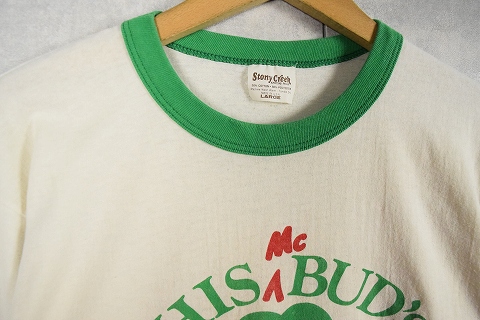 Stony Creek
LARGE
Mc
HIS BUD's